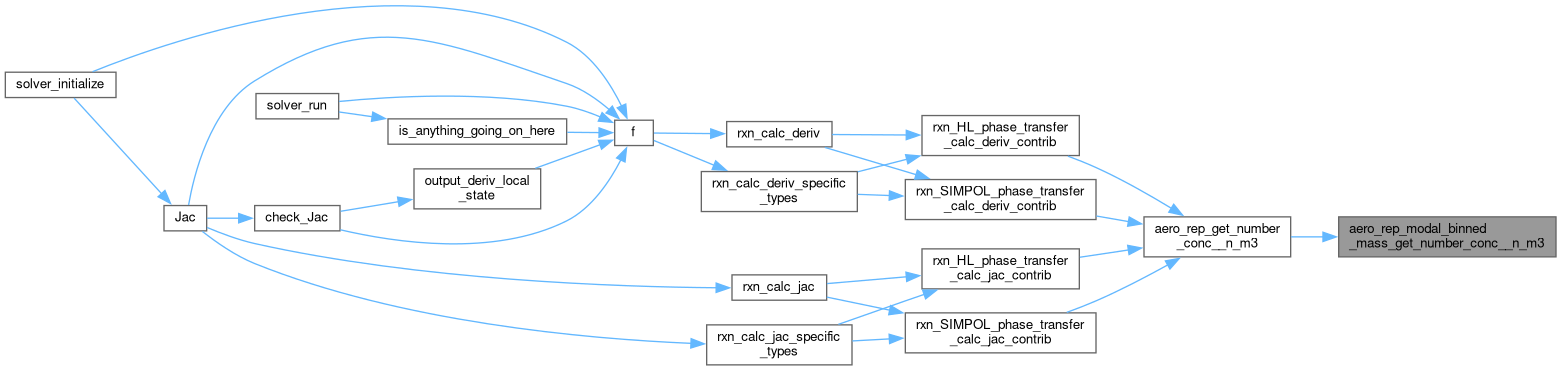 solver_initialize
solver_run
is_anything_going_on_here
f
rxn_calc_deriv
rxn_HL_phase_transfer
_calc_deriv_contrib
output_deriv_local
_state
rxn_calc_deriv_specific
_types
rxn_SIMPOL_phase_transfer
_calc_deriv_contrib
Jac
check_Jac
aero_rep_get_number
_conc__n_m3
aero_rep_modal_binned
_mass_get_number_conc__n_m3
rxn_calc_jac
rxn_HL_phase_transfer
_calc_jac_contrib
rxn_calc_jac_specific
_types
rxn_SIMPOL_phase_transfer
_calc_jac_contrib